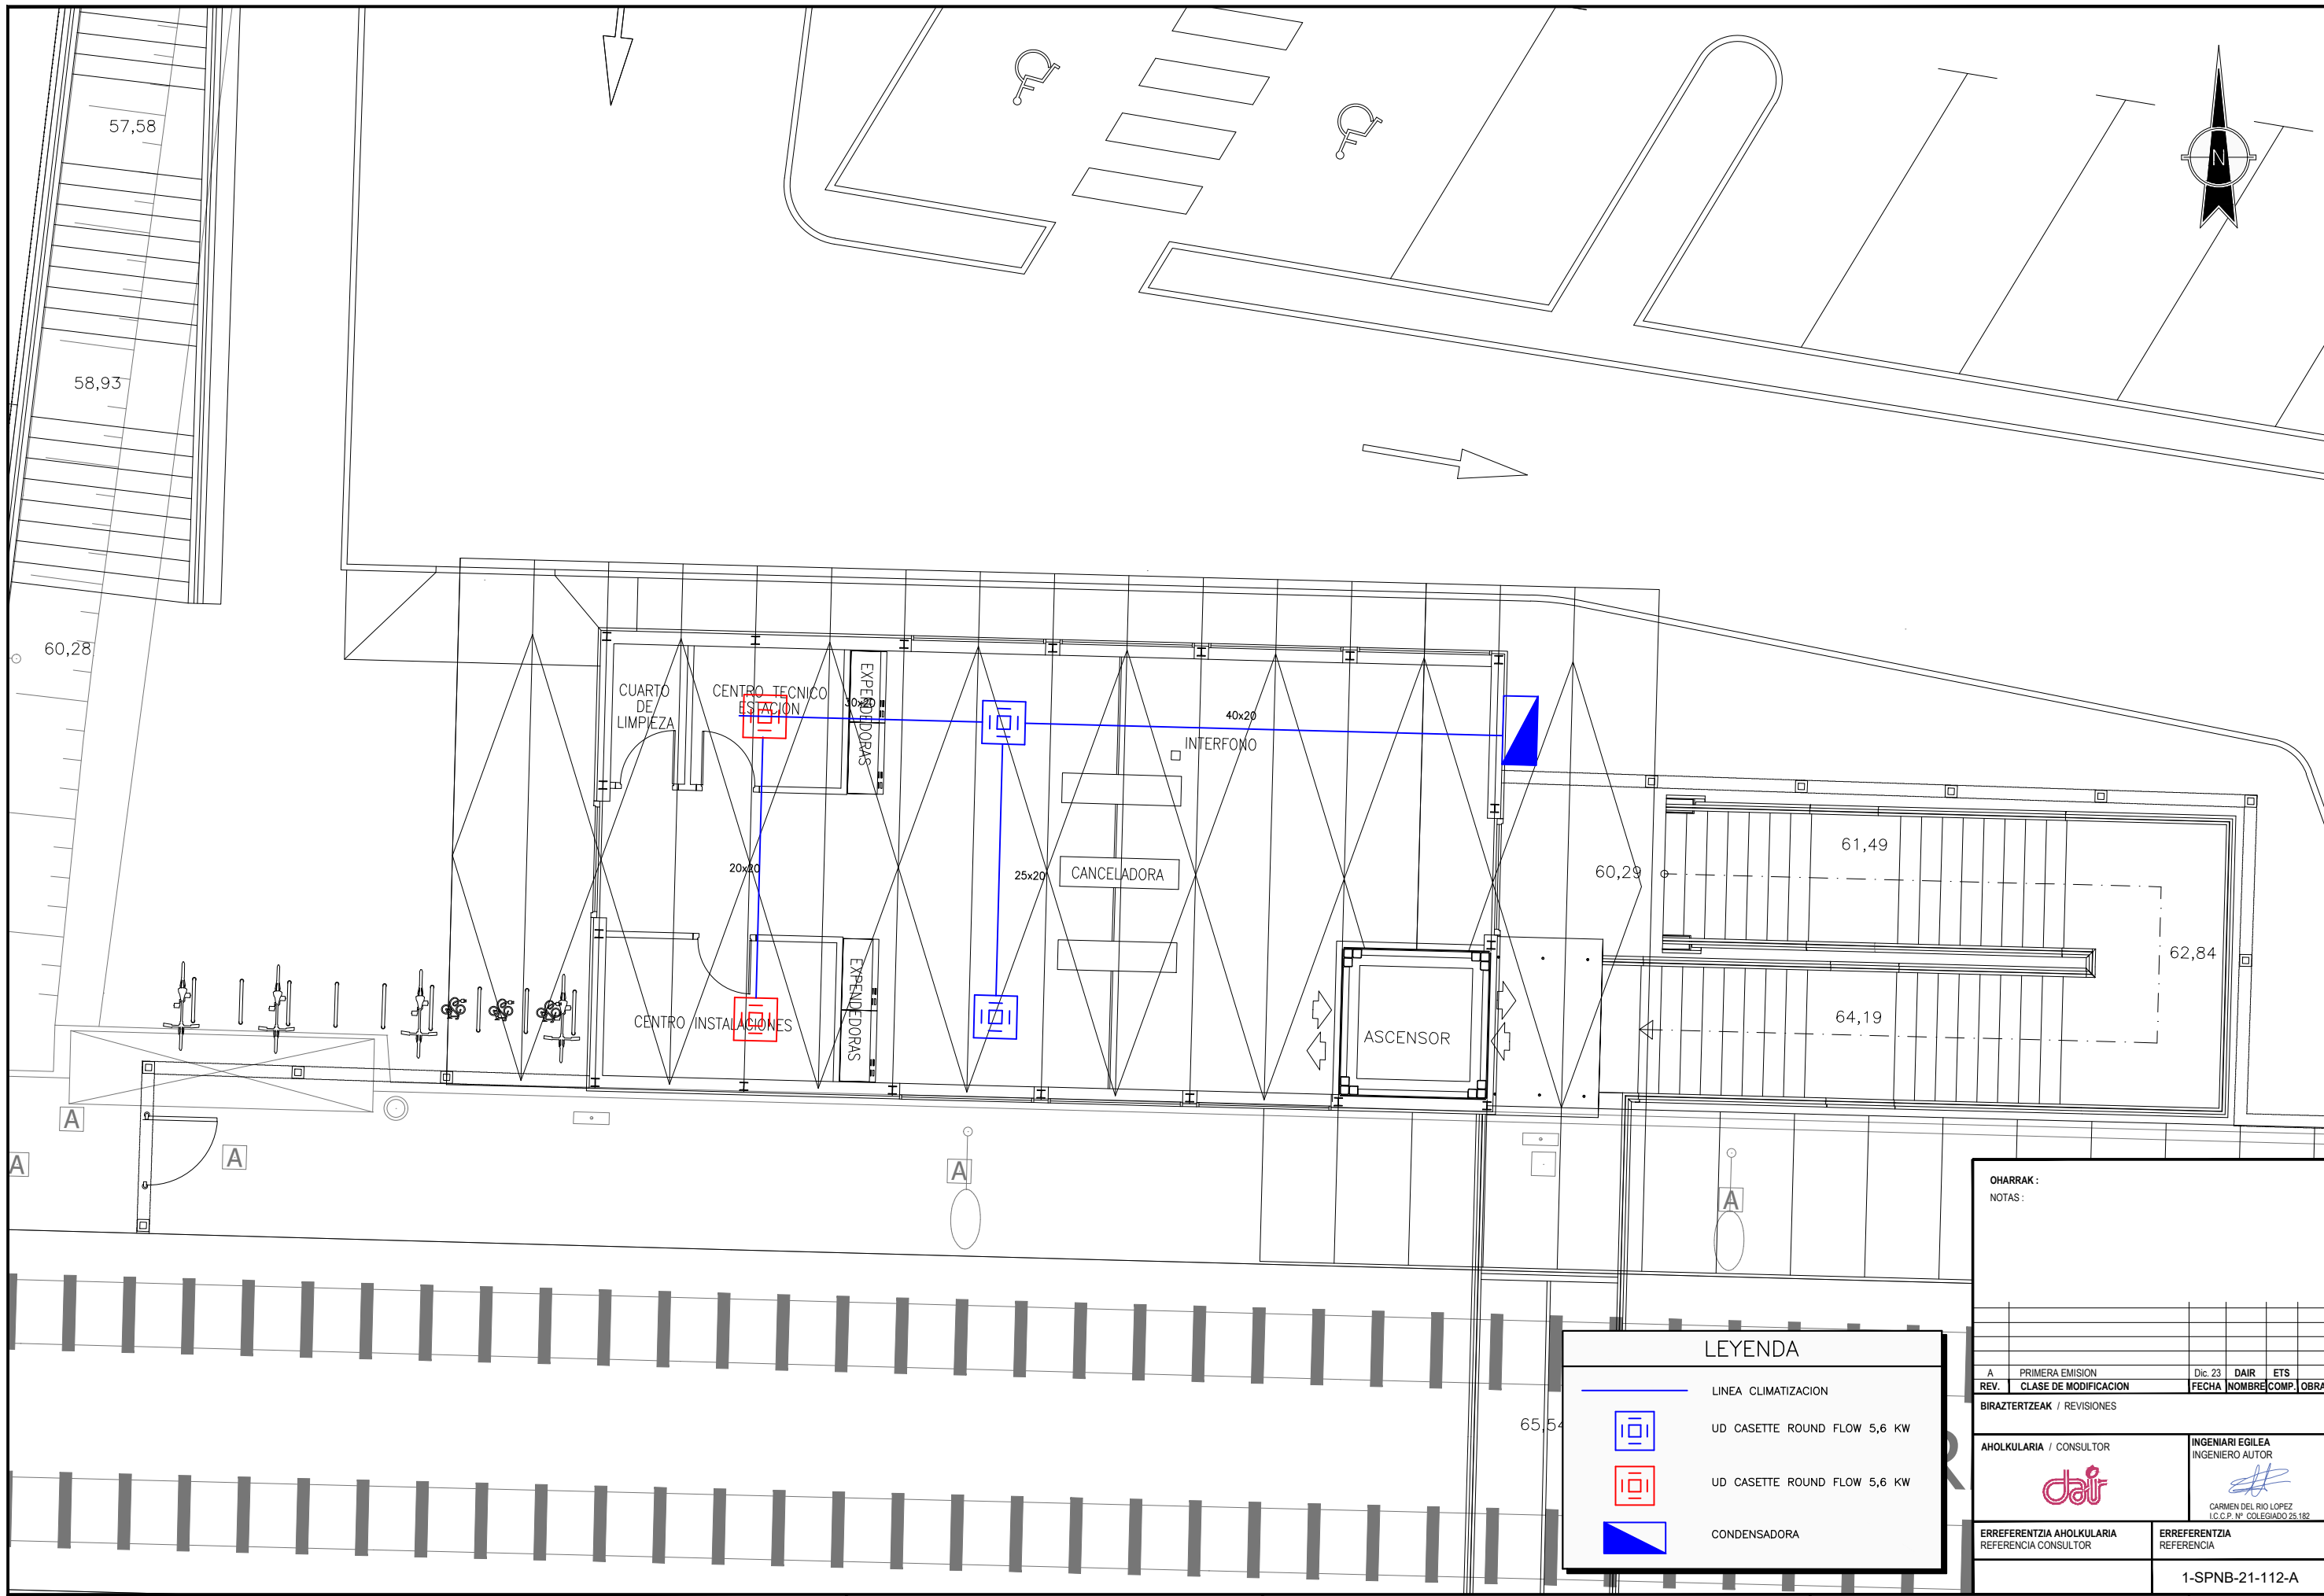 57,58
58,93
60,28
N
CUARTO
DE
LIMPIEZA
CENTRO TECNICO
ESTACION
30x20
EXPENDEDORAS
40x20
INTERFONO
20x20
25x20
CANCELADORA
60,29
61,49
62,84
64,19
CENTRO INSTALACIONES
EXPENDEDORAS
ASCENSOR
A
A
A
A
A
65,54
R
LEYENDA
LINEA CLIMATIZACION
UD CASETTE ROUND FLOW 5,6 KW
UD CASETTE ROUND FLOW 5,6 KW
CONDENSADORA
OHARRAK :
NOTAS :
A PRIMERA EMISION Dic. 23 DAIR ETS
REV. CLASE DE MODIFICACION FECHA NOMBRE COMP. OBRA
BIRAZTERTZEAK / REVISIONES
AHOLKULARIA / CONSULTOR
dair
INGENIARI EGILEA
INGENIERO AUTOR
CARMEN DEL RIO LOPEZ
I.C.C.P. Nº COLEGIADO 25.182
ERREFERENTZIA AHOLKULARIA
REFERENCIA CONSULTOR
ERREFERENTZIA
REFERENCIA
1-SPNB-21-112-A